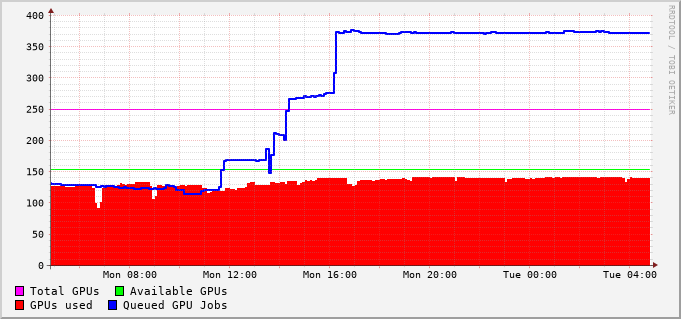 400
350
300
250
200
150
100
50
0
Mon 08:00 Mon 12:00 Mon 16:00 Mon 20:00 Tue 00:00 Tue 04:00
Total GPUs Available GPUs
GPUs used Queued GPU Jobs
RRDTOOL / TOBI OETIKER